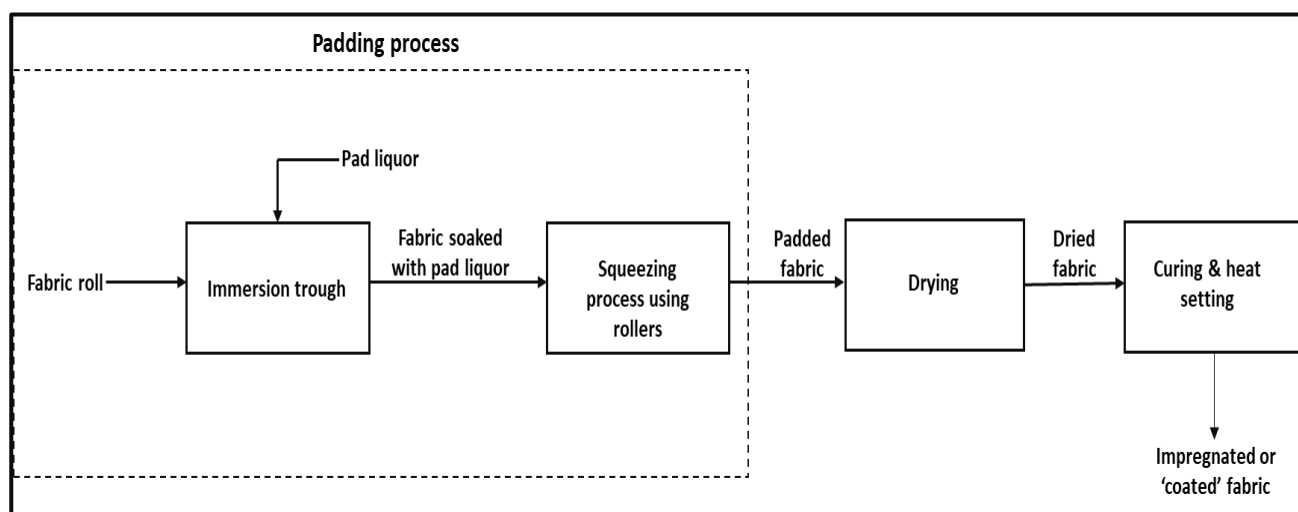 Padding process
Pad liquor
Fabric roll
Immersion trough
Fabric soaked
with pad liquor
Squeezing
process using
rollers
Padded
fabric
Drying
Dried
fabric
Curing & heat
setting
Impregnated or
‘coated’ fabric